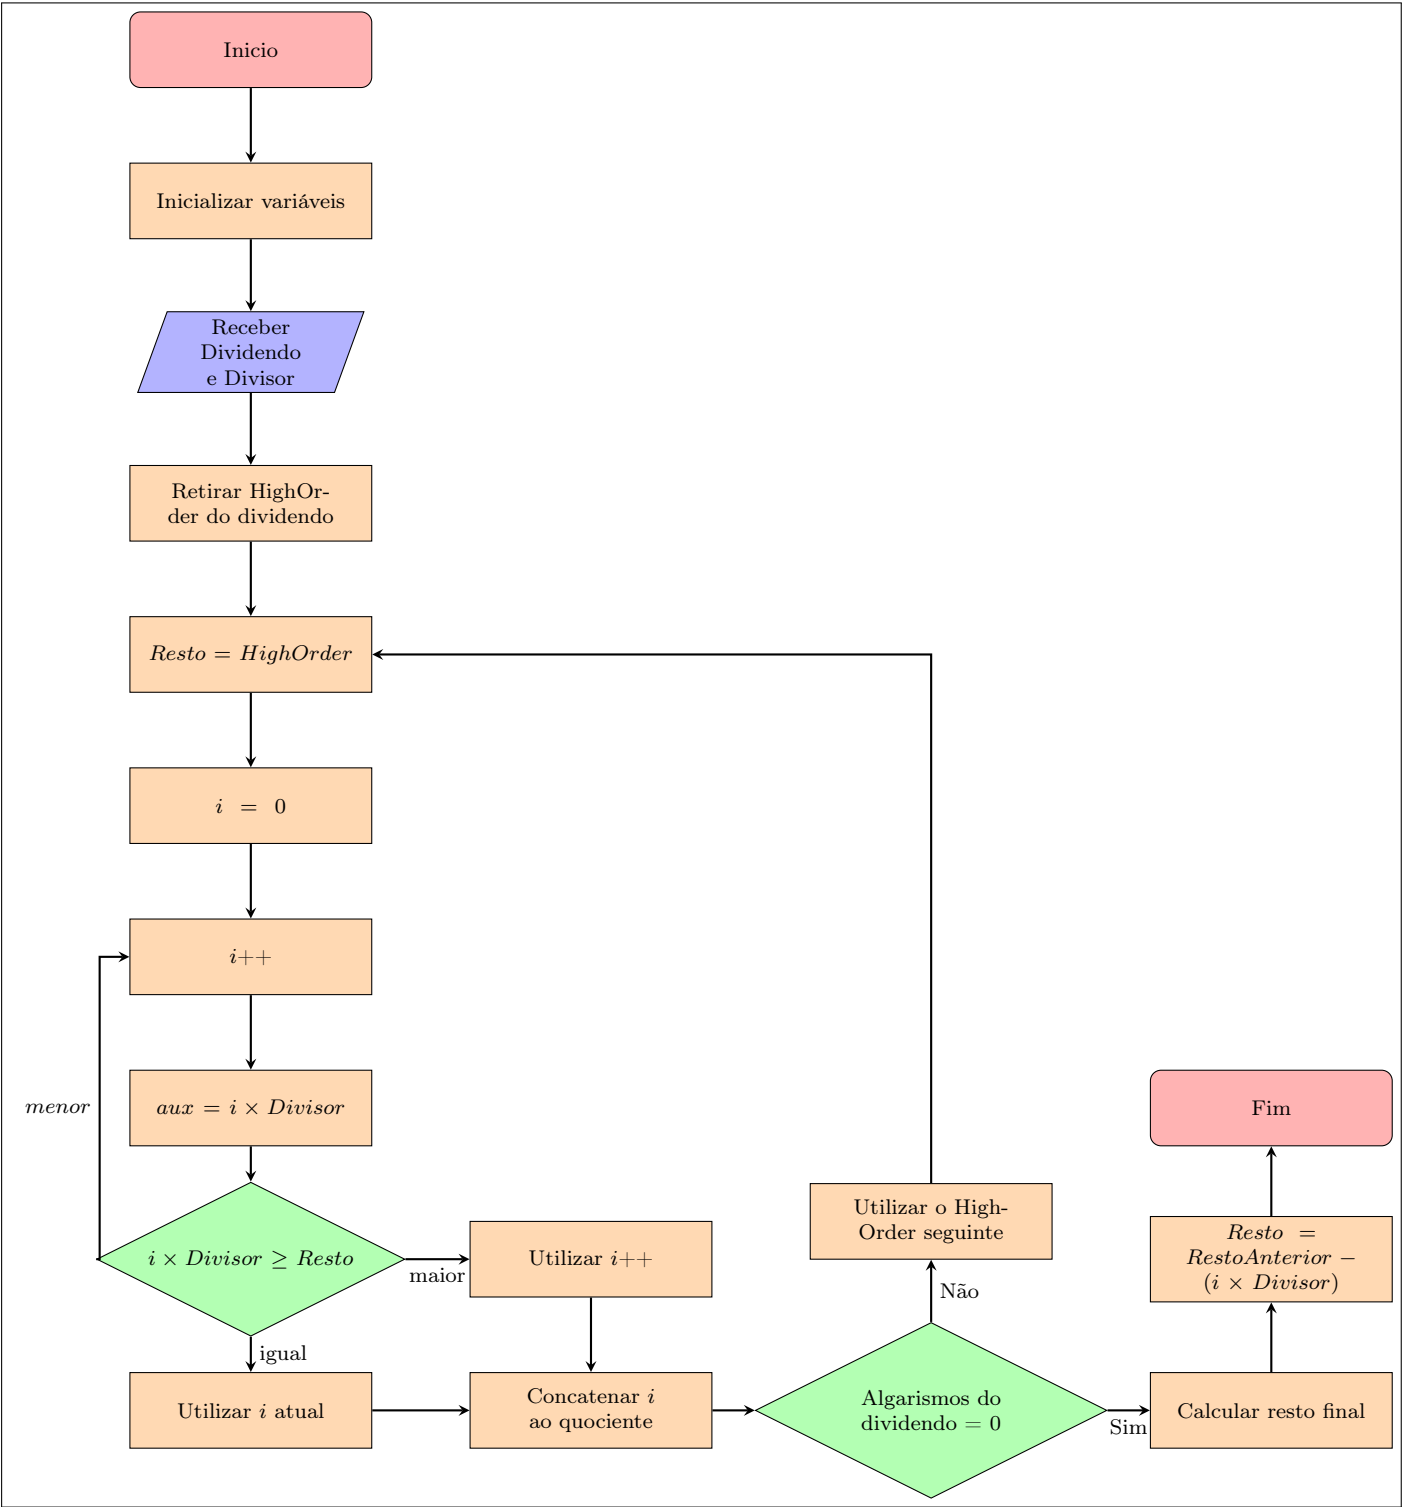 Inicio
Inicializar variáveis
Receber
Dividendo
e Divisor
Retirar HighOr-
der do dividendo
Resto = HighOrder
i = 0
i++
aux = i × Divisor
menor
i × Divisor ≥ Resto
maior
Utilizar i++
igual
Utilizar i atual
Concatenar i
ao quociente
Algarismos do
dividendo = 0
Não
Utilizar o High-
Order seguinte
Sim
Calcular resto final
Resto =
RestoAnterior −
(i × Divisor)
Fim